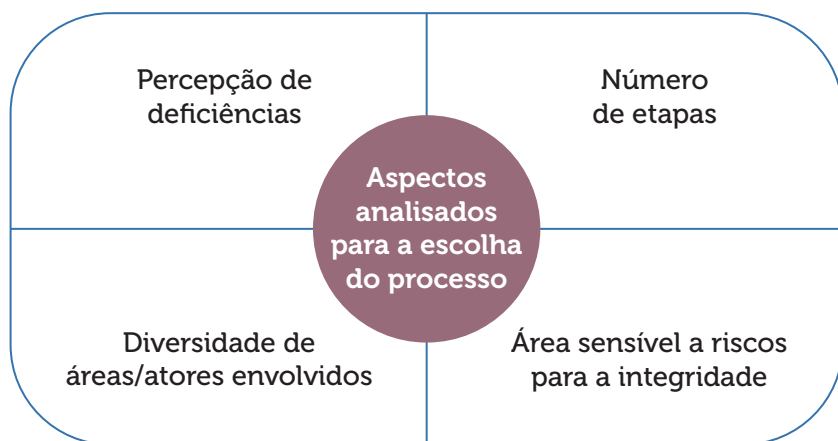 Percepção de
deficiências
Número
de etapas
Aspectos
analisados
para a escolha
do processo
Diversidade de
áreas/atores envolvidos
Área sensível a riscos
para a integridade